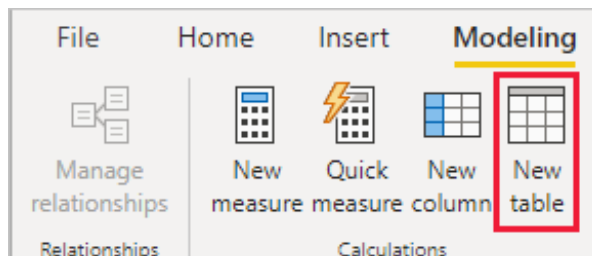 File Home Insert Modeling
Manage relationships
New measure
Quick measure
New column
New table
Relationships
Calculations